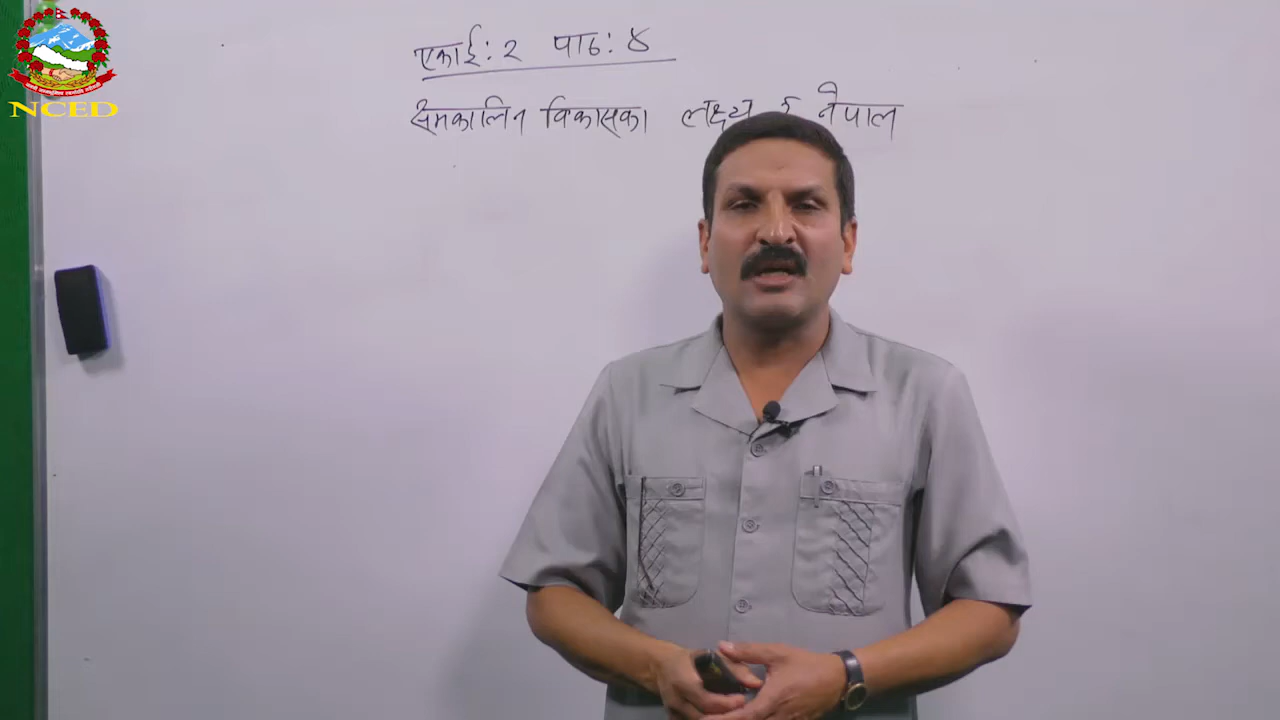 NCED
एकाई: २ पाठ: ४
समकालिन विकासका लक्ष्य र नेपाल